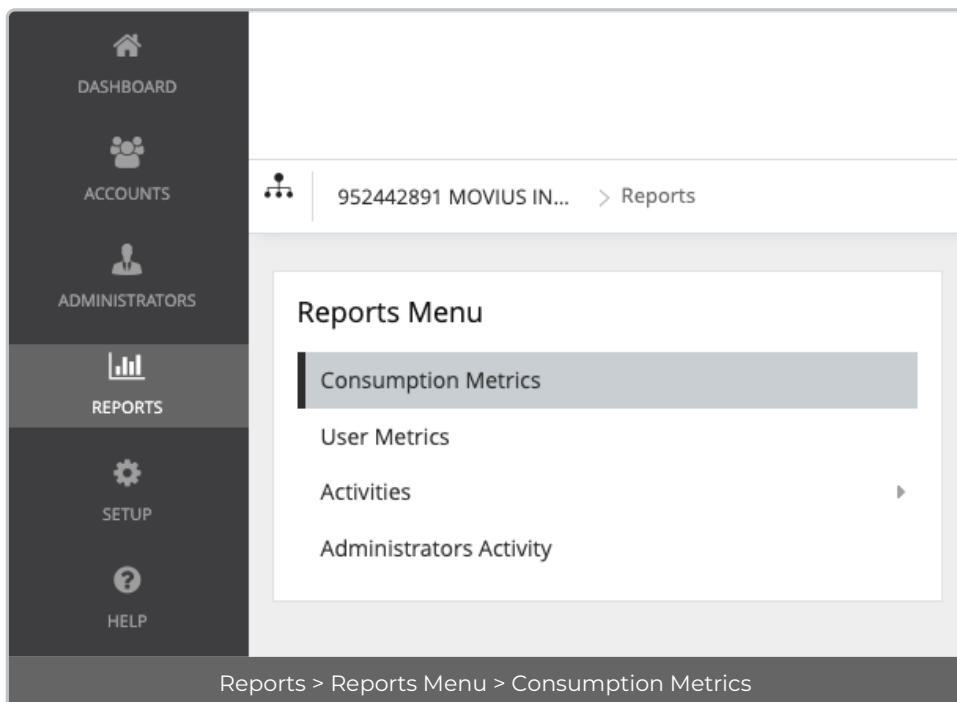 DASHBOARD
ACCOUNTS
ADMINISTRATORS
REPORTS
SETUP
HELP
952442891 MOVIUS IN... > Reports
Reports Menu
Consumption Metrics
User Metrics
Activities
Administrators Activity
Reports > Reports Menu > Consumption Metrics